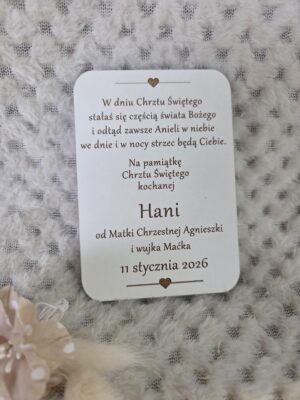 W dniu Chrztu Świętego
stałaś się częścią świata Bożego
i odtąd zawsze Anieli w niebie
we dnie i w nocy strzec będą Ciebie.
Na pamiątkę
Chrztu Świętego
kochanej
Hani
od Matki Chrzestnej Agnieszki
i wujka Maćka
11 stycznia 2026